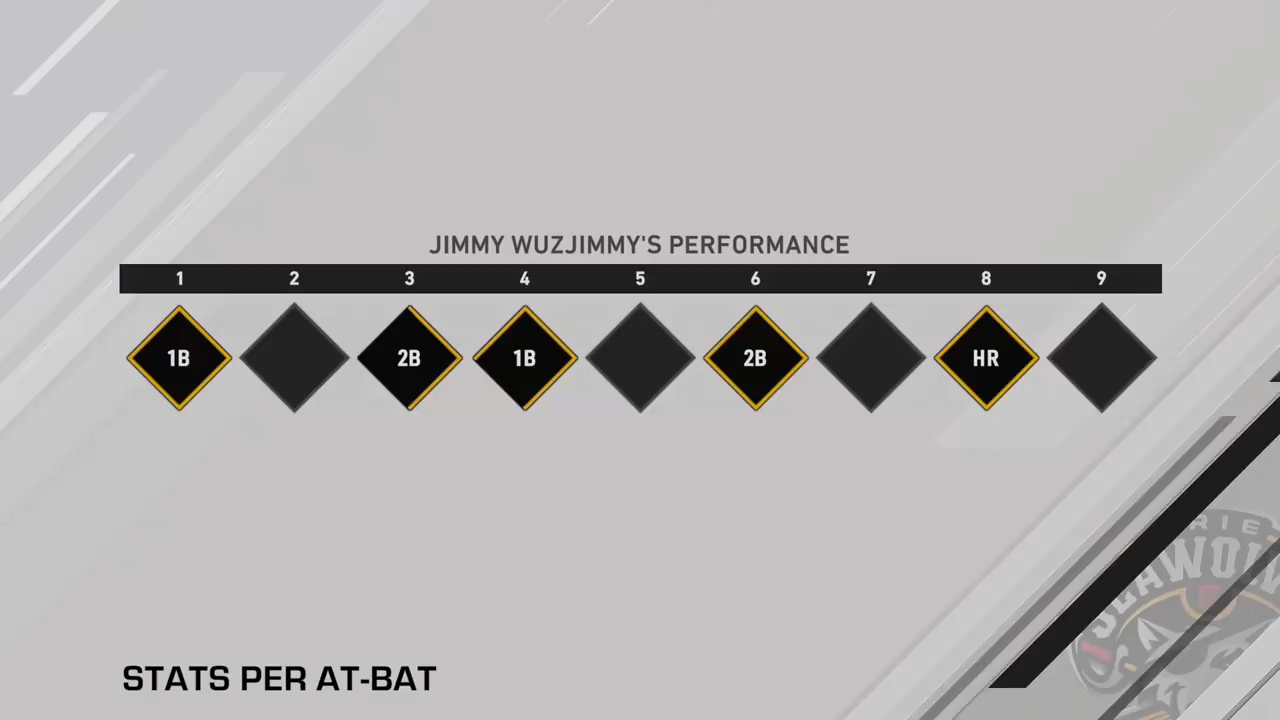 JIMMY WUZJIMMY'S PERFORMANCE
1 2 3 4 5 6 7 8 9
1B 2B 1B 2B HR
STATS PER AT-BAT